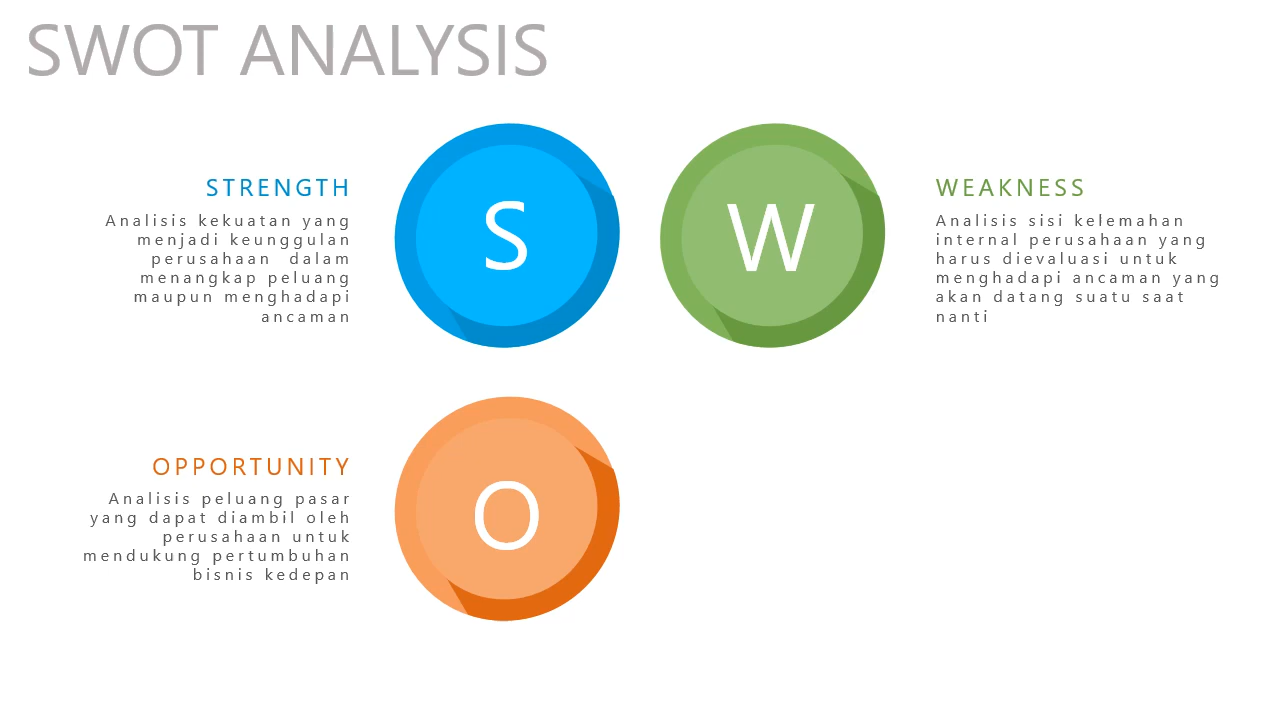 SWOT ANALYSIS
STRENGTH
Analisis kekuatan yang
menjadi keunggulan
perusahaan dalam
menangkap peluang
maupun menghadapi
ancaman
S
W
WEAKNESS
Analisis sisi kelemahan
internal perusahaan yang
harus dievaluasi untuk
menghadapi ancaman yang
akan datang suatu saat
nanti
OPPORTUNITY
Analisis peluang pasar
yang dapat diambil oleh
perusahaan untuk
mendukung pertumbuhan
bisnis kedepan
O